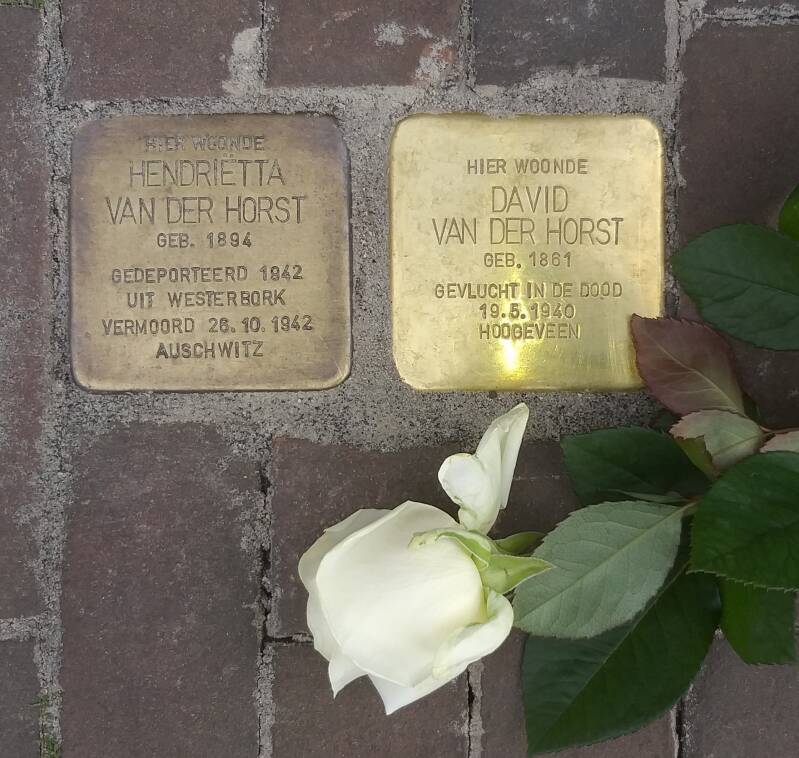 HIER WOONDE
HENDRIËTTA
VAN DER HORST
GEB. 1894
GEDEPORTEERD 1942
UIT WESTERBORK
VERMOORD 26.10.1942
AUSCHWITZ
HIER WOONDE
DAVID
VAN DER HORST
GEB. 1861
GEVLUCHT IN DE DOOD
19.5.1940
HOOGEVEEN